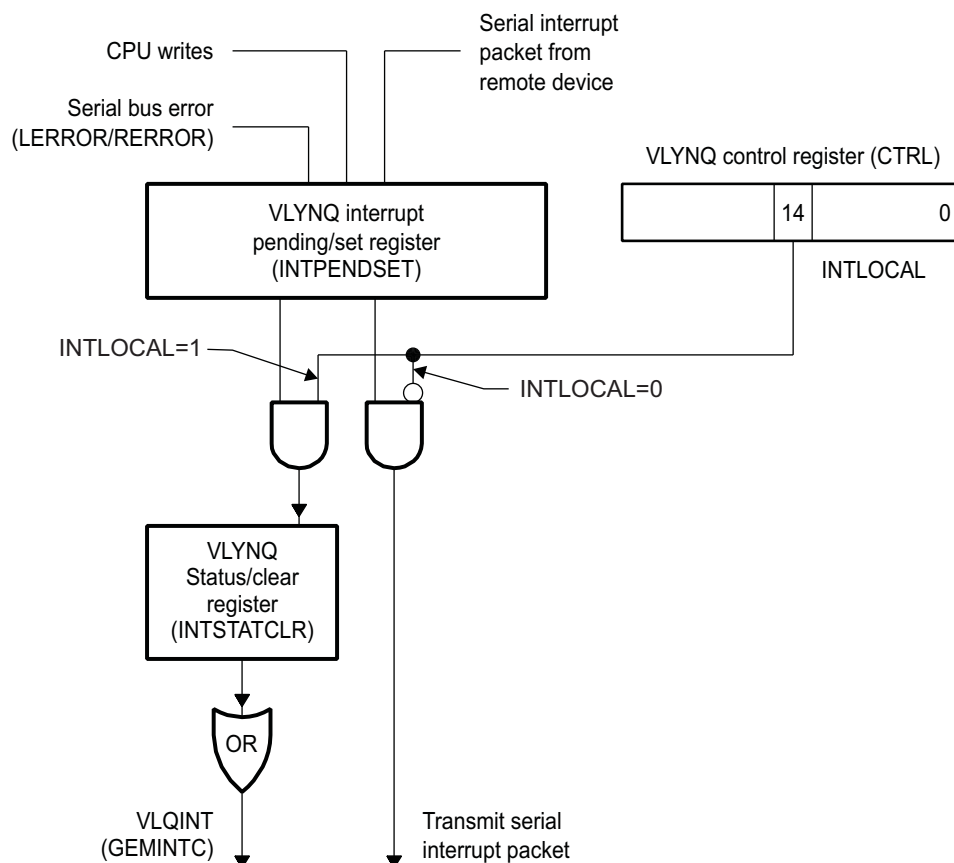 CPU writes
Serial interrupt
packet from
remote device
Serial bus error
(LERROR/RERROR)
VLYNQ control register (CTRL)
14
0
INTLOCAL
VLYNQ interrupt
pending/set register
(INTPENDSET)
INTLOCAL=1
INTLOCAL=0
VLYNQ
Status/clear
register
(INTSTATCLR)
OR
VLQINT
(GEMINTC)
Transmit serial
interrupt packet